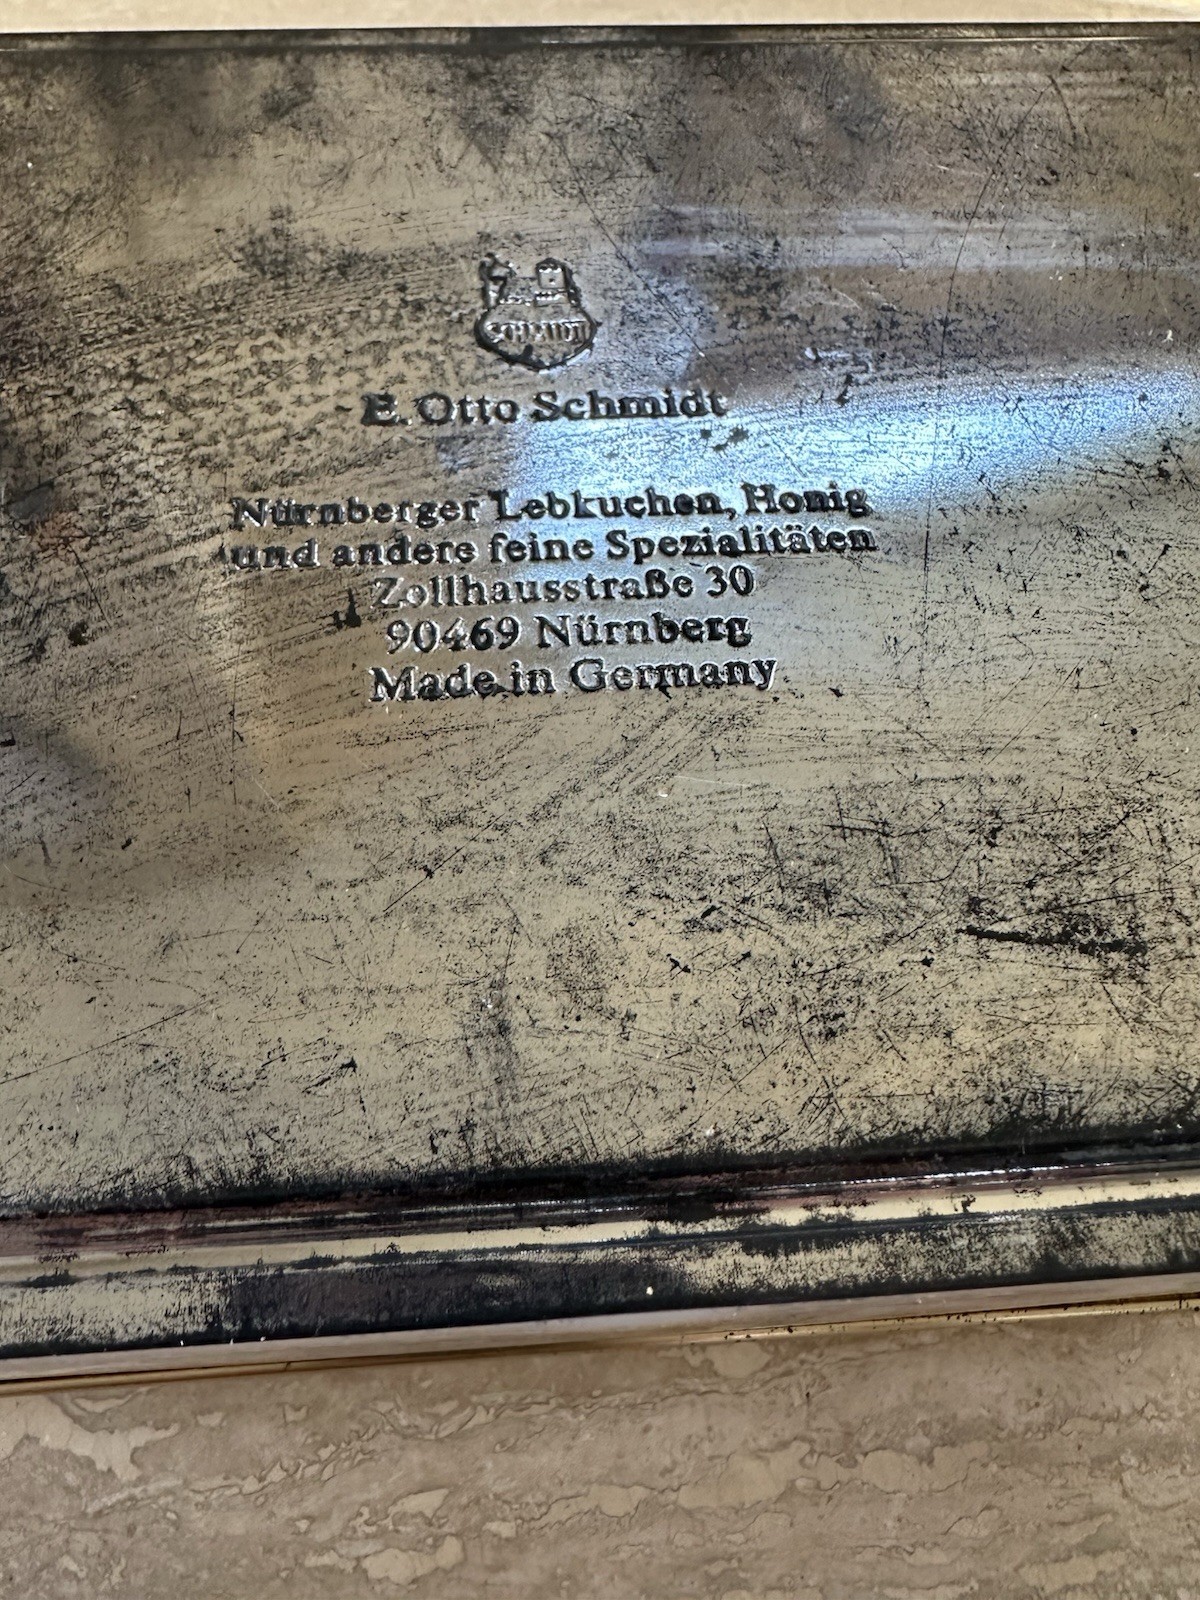 SCHMIDT
E. Otto Schmidt
Nürnberger Lebkuchen, Honig
und andere feine Spezialitäten
Zollhausstraße 30
90469 Nürnberg
Made in Germany